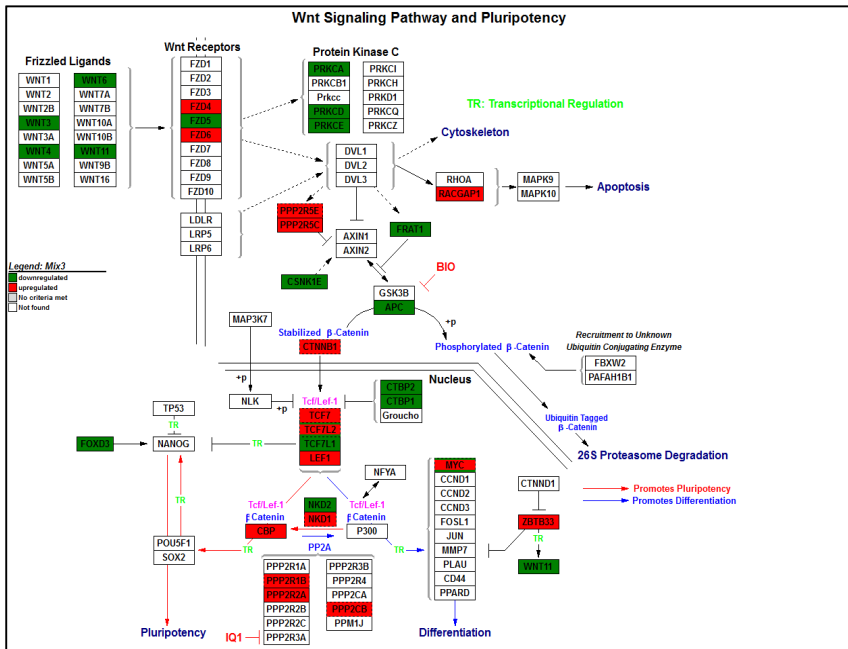 Wnt Signaling Pathway and Pluripotency
Frizzled Ligands
WNT1
WNT2
WNT2B
WNT3
WNT3A
WNT4
WNT5A
WNT5B
WNT6
WNT7A
WNT7B
WNT10A
WNT10B
WNT11
WNT9B
WNT16
Wnt Receptors
FZD1
FZD2
FZD3
FZD4
FZD5
FZD6
FZD7
FZD8
FZD9
FZD10
LDLR
LRP5
LRP6
Protein Kinase C
PRKCA
PRKCB1
Prkcc
PRKCD
PRKCE
PRKCI
PRKCH
PRKD1
PRKCQ
PRKCZ
TR: Transcriptional Regulation
Cytoskeleton
DVL1
DVL2
DVL3
RHOA
RACGAP1
MAPK9
MAPK10
Apoptosis
PPP2R5E
PPP2R5C
AXIN1
AXIN2
FRAT1
CSNK1E
BIO
GSK3B
APC
Legend: Mix3
downregulated
upregulated
No criteria met
Not found
MAP3K7
Stabilized β-Catenin
CTNNB1
+p
Phosphorylated β-Catenin
Recruitment to Unknown
Ubiquitin Conjugating Enzyme
FBXW2
PAFAH1B1
Nucleus
+p
NLK
+p
Tcf/Lef-1
TCF7
TCF7L2
TCF7L1
LEF1
CTBP2
CTBP1
Groucho
Ubiquitin Tagged
β-Catenin
26S Proteasome Degradation
TP53
TR
FOXD3
NANOG
TR
TR
POU5F1
SOX2
Pluripotency
NFYA
Tcf/Lef-1
β Catenin
CBP
TR
NKD2
NKD1
Tcf/Lef-1
β Catenin
P300
TR
PP2A
PPP2R1A
PPP2R1B
PPP2R2A
PPP2R2B
PPP2R2C
PPP2R3A
PPP2R3B
PPP2R4
PPP2CA
PPP2CB
PPM1J
IQ1
MYC
CCND1
CCND2
CCND3
FOSL1
JUN
MMP7
PLAU
CD44
PPARD
Differentiation
CTNND1
ZBTB33
TR
WNT11
Promotes Pluripotency
Promotes Differentiation